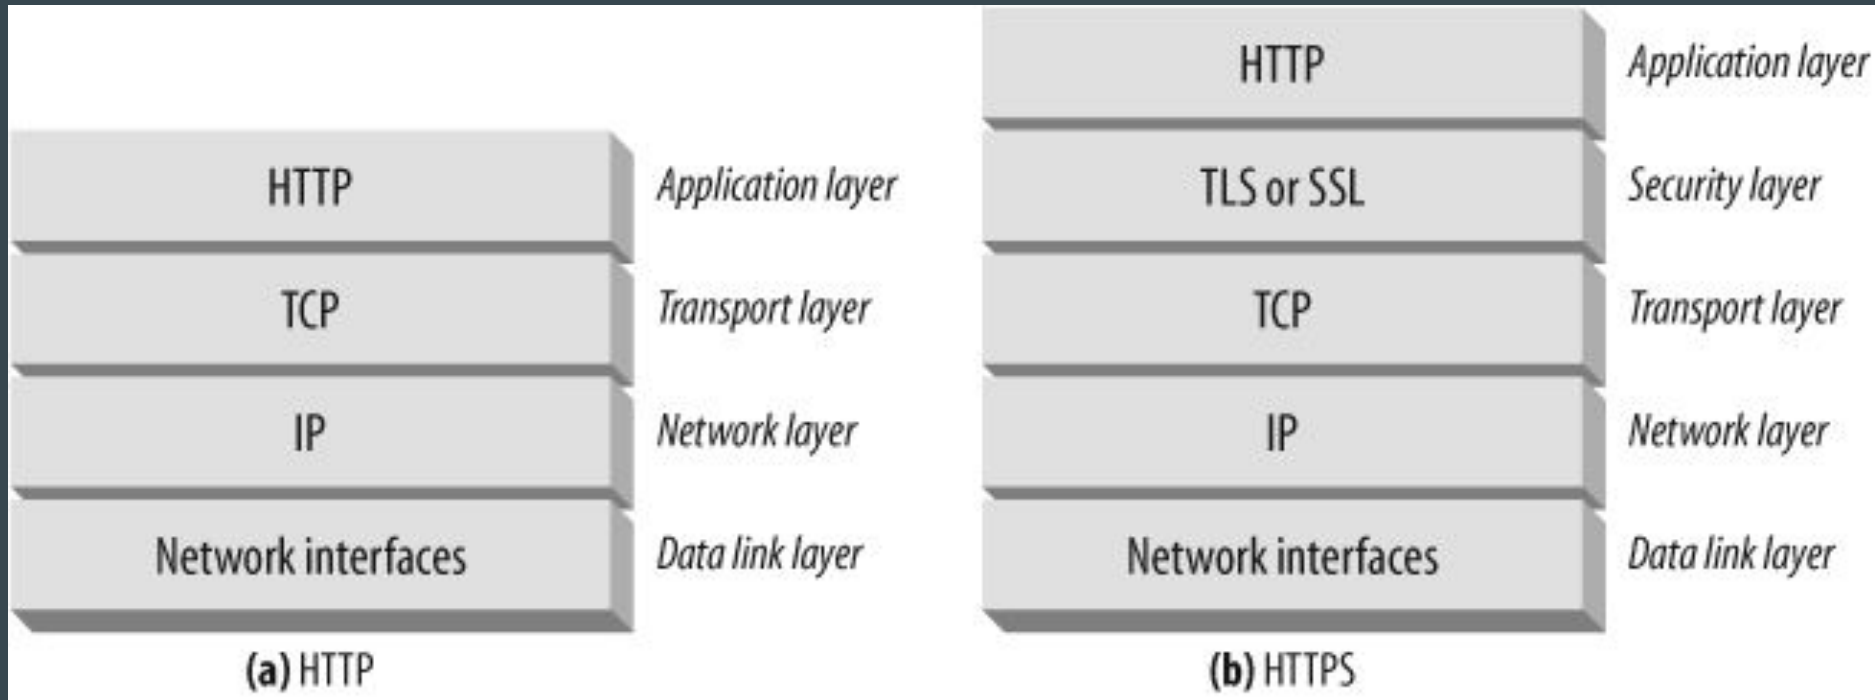 HTTP Application layer
TCP Transport layer
IP Network layer
Network interfaces Data link layer
(a) HTTP
HTTP Application layer
TLS or SSL Security layer
TCP Transport layer
IP Network layer
Network interfaces Data link layer
(b) HTTPS